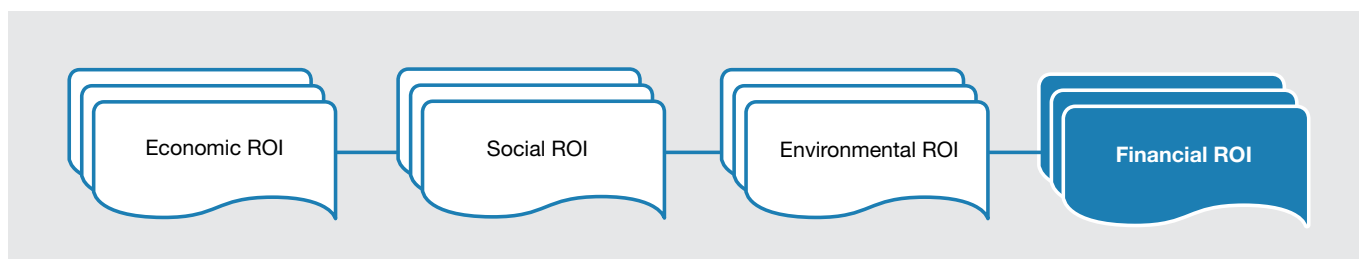 Economic ROI
Social ROI
Environmental ROI
Financial ROI